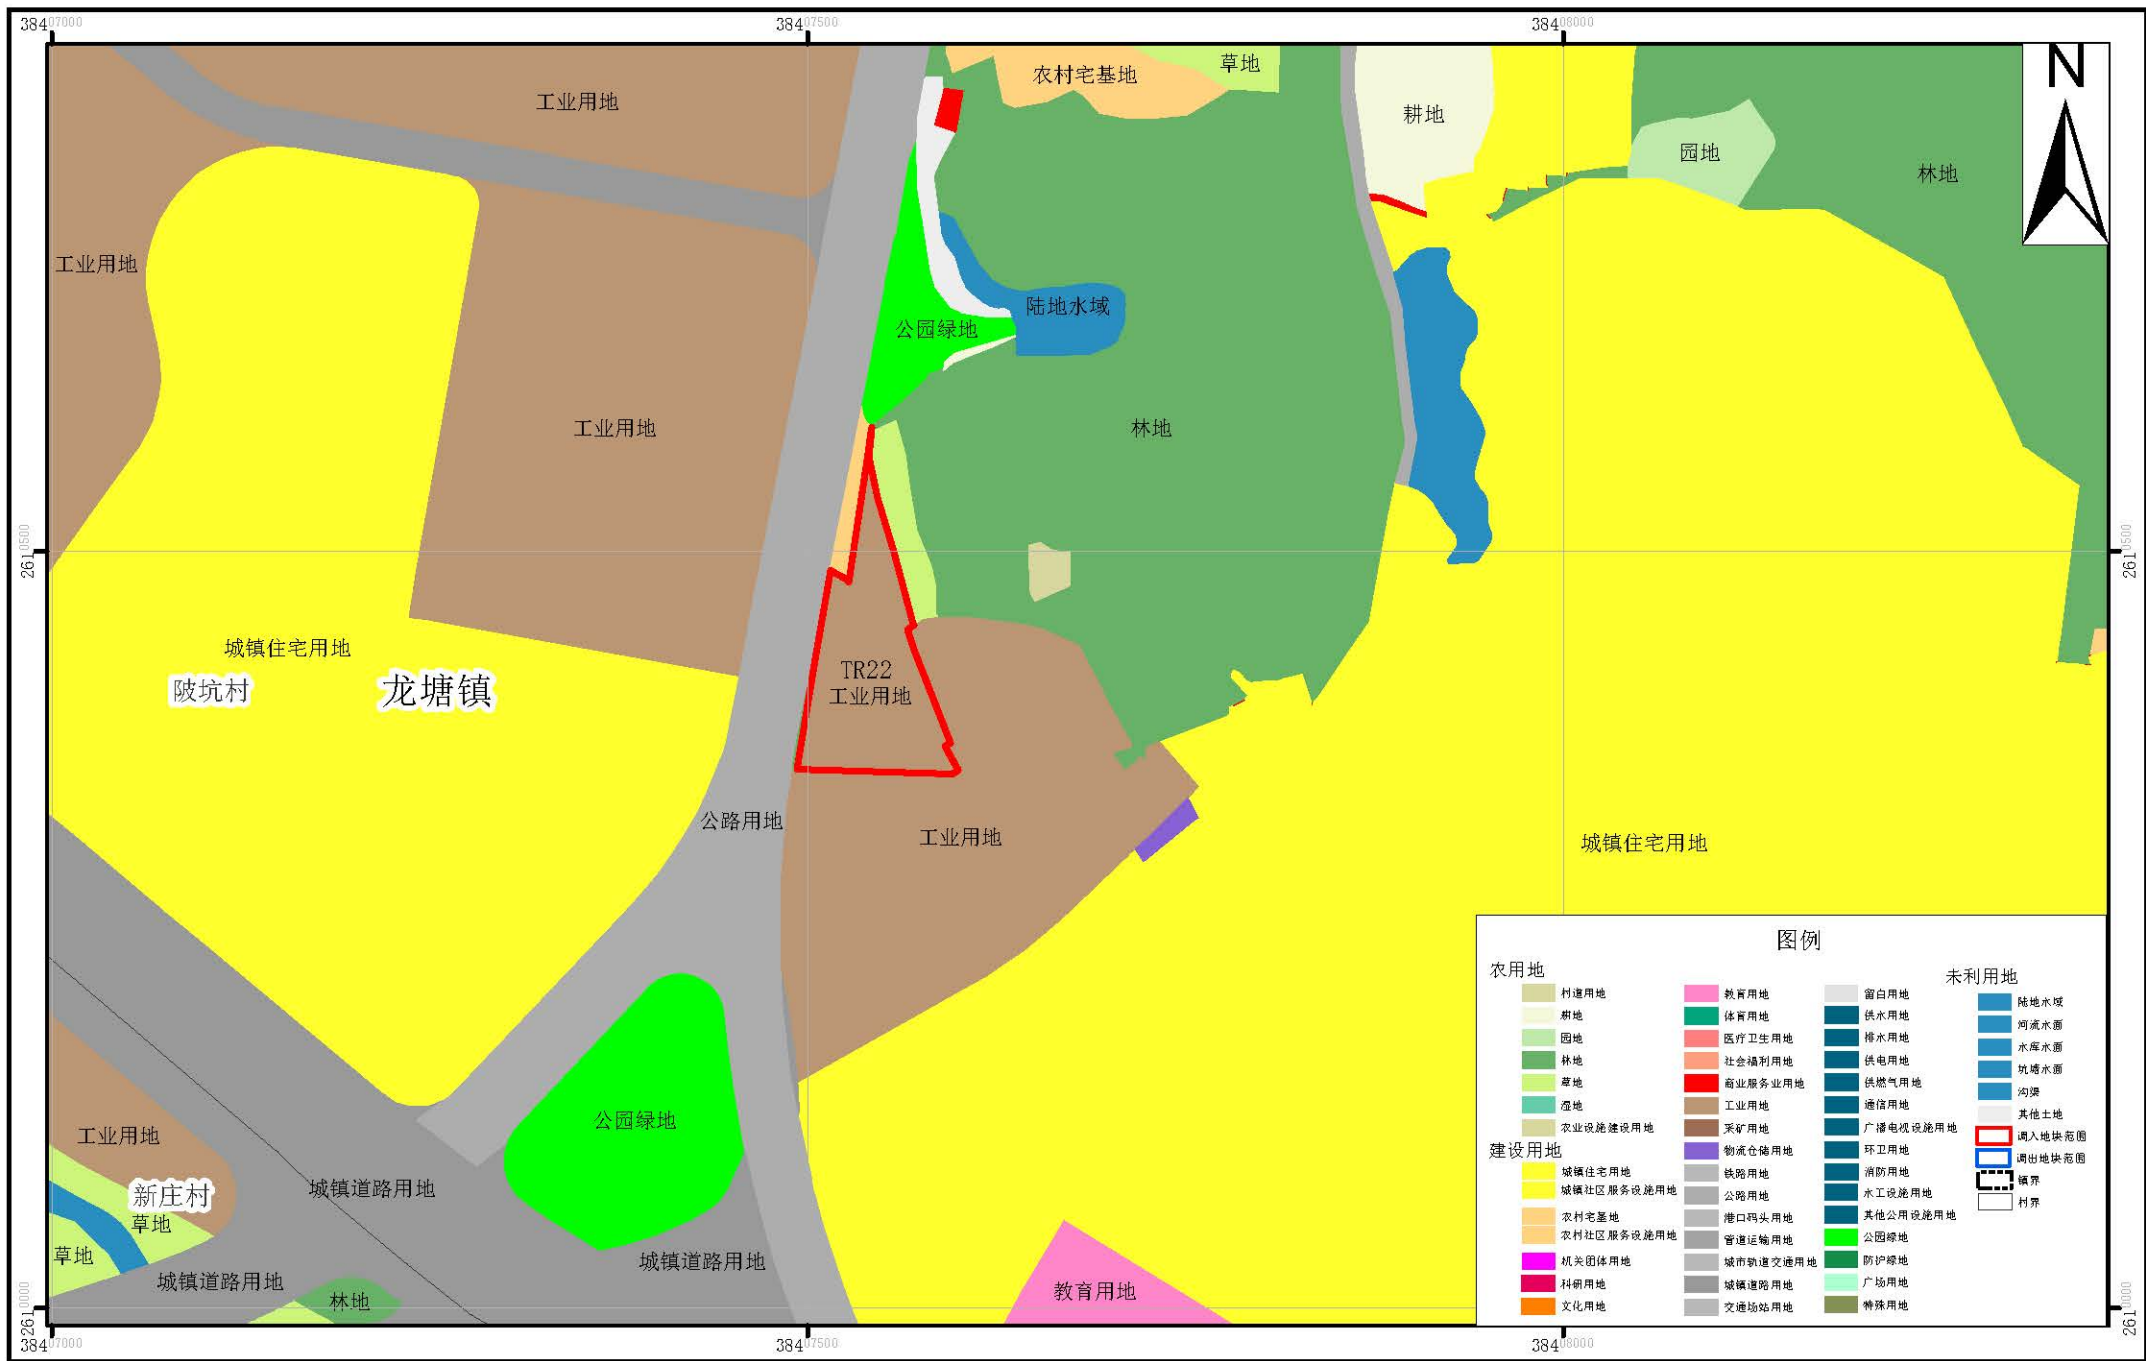 38407000
38407500
38408000
N
农村宅基地
草地
工业用地
耕地
园地
林地
工业用地
陆地水域
公园绿地
工业用地
林地
2610500
2610500
城镇住宅用地
陂坑村
龙塘镇
TR22
工业用地
公路用地
工业用地
城镇住宅用地
公园绿地
工业用地
新庄村
草地
草地
城镇道路用地
城镇道路用地
城镇道路用地
林地
教育用地
图例
农用地
村道用地
耕地
园地
林地
草地
湿地
农业设施建设用地
建设用地
城镇住宅用地
城镇社区服务设施用地
农村宅基地
农村社区服务设施用地
机关团体用地
科研用地
文化用地
教育用地
体育用地
医疗卫生用地
社会福利用地
商业服务业用地
工业用地
采矿用地
物流仓储用地
铁路用地
公路用地
港口码头用地
管道运输用地
城市轨道交通用地
城镇道路用地
交通场站用地
留白用地
供水用地
排水用地
供电用地
供燃气用地
通信用地
广播电视设施用地
环卫用地
消防用地
水工设施用地
其他公用设施用地
公园绿地
防护绿地
广场用地
特殊用地
未利用地
陆地水域
河流水面
水库水面
坑塘水面
沟渠
其他土地
调入地块范围
调出地块范围
镇界
村界
2610000
2610000
38407000
38407500
38408000